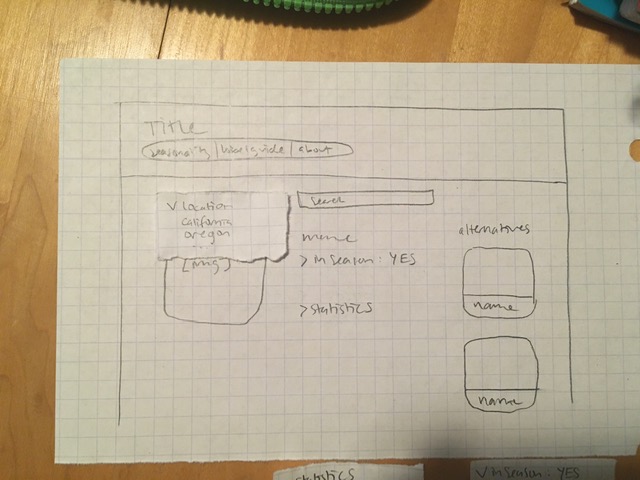 Title
seasonality | | about
V location
california
oregon
...
[img]
search
name
> in season: YES
> statistics
alternatives
name
name
statistics
V in season: YES